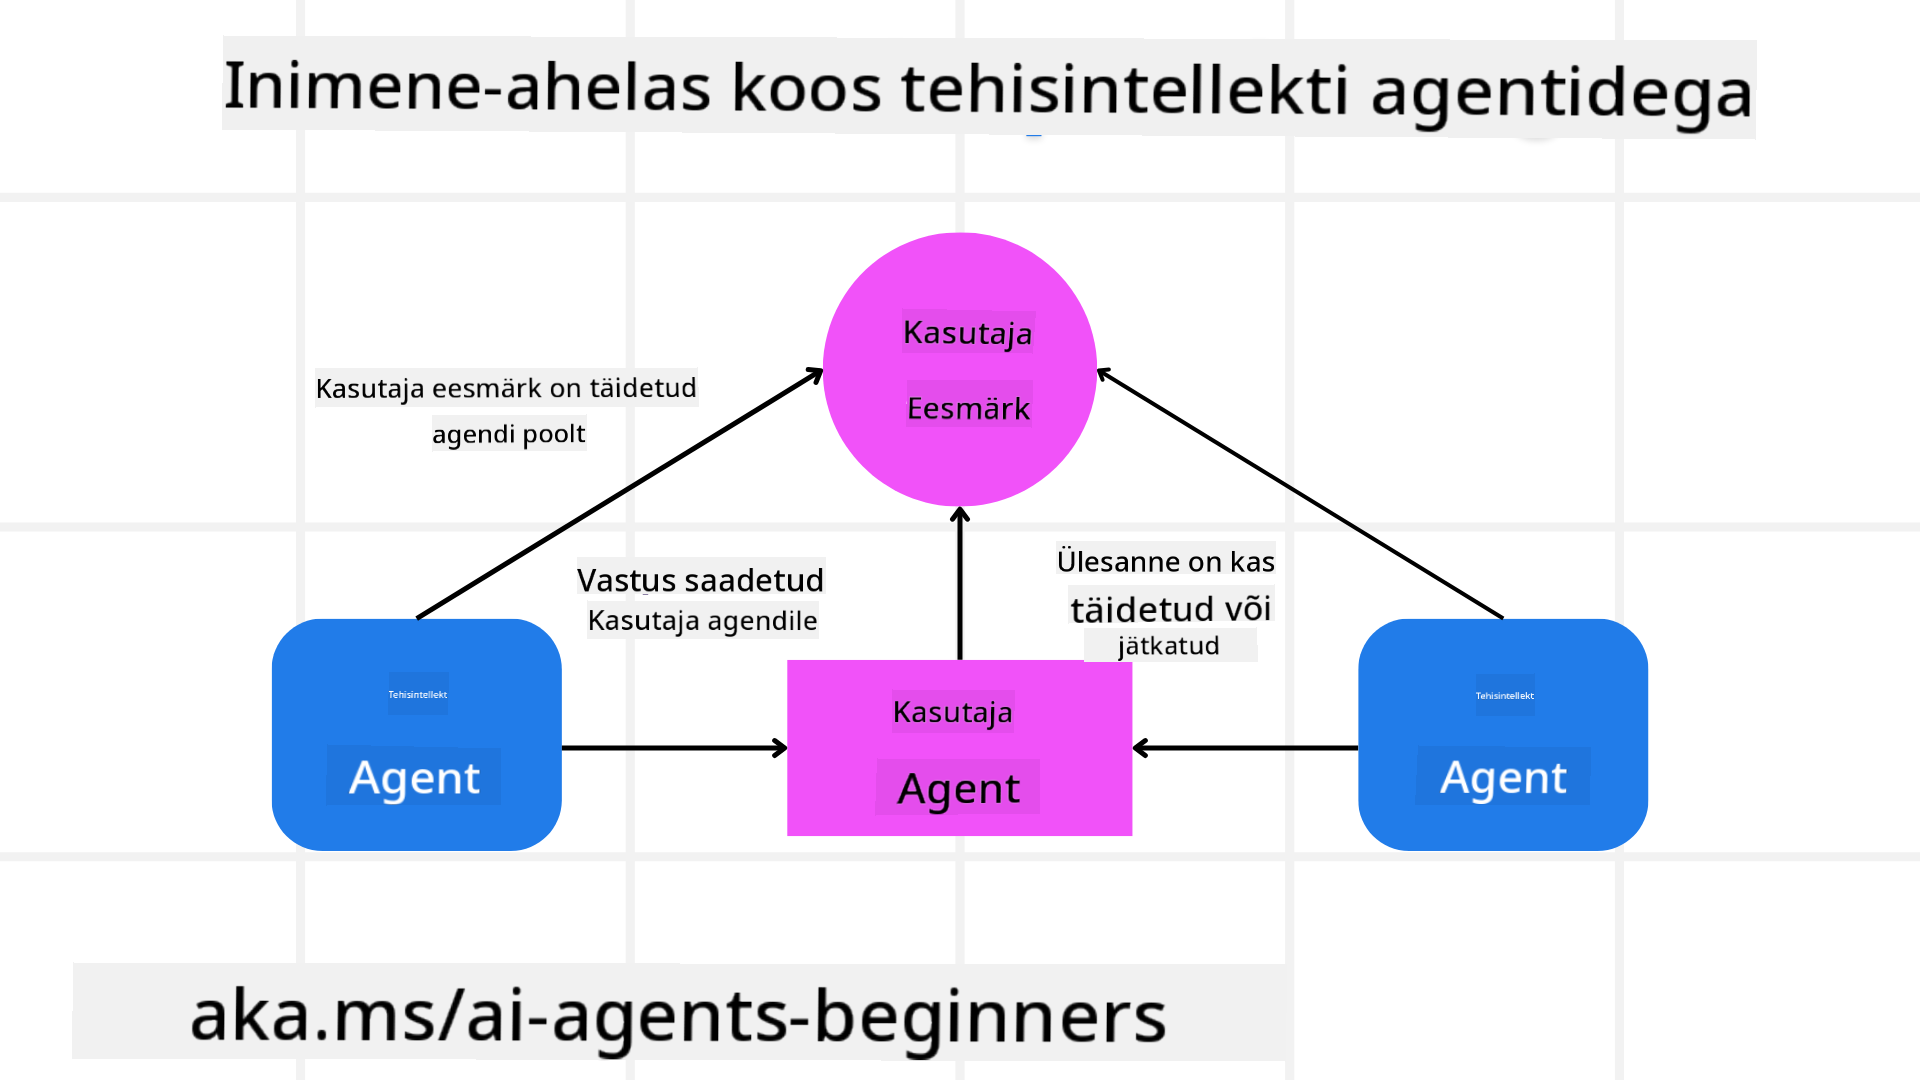 Inimene-ahelas koos tehisintellekti agentidega
Kasutaja
Eesmärk
Kasutaja eesmärk on täidetud
agendi poolt
Vastus saadetud
Kasutaja agendile
Ülesanne on kas
täidetud või
jätkatud
Tehisintellekt
Agent
Kasutaja
Agent
Tehisintellekt
Agent
aka.ms/ai-agents-beginners